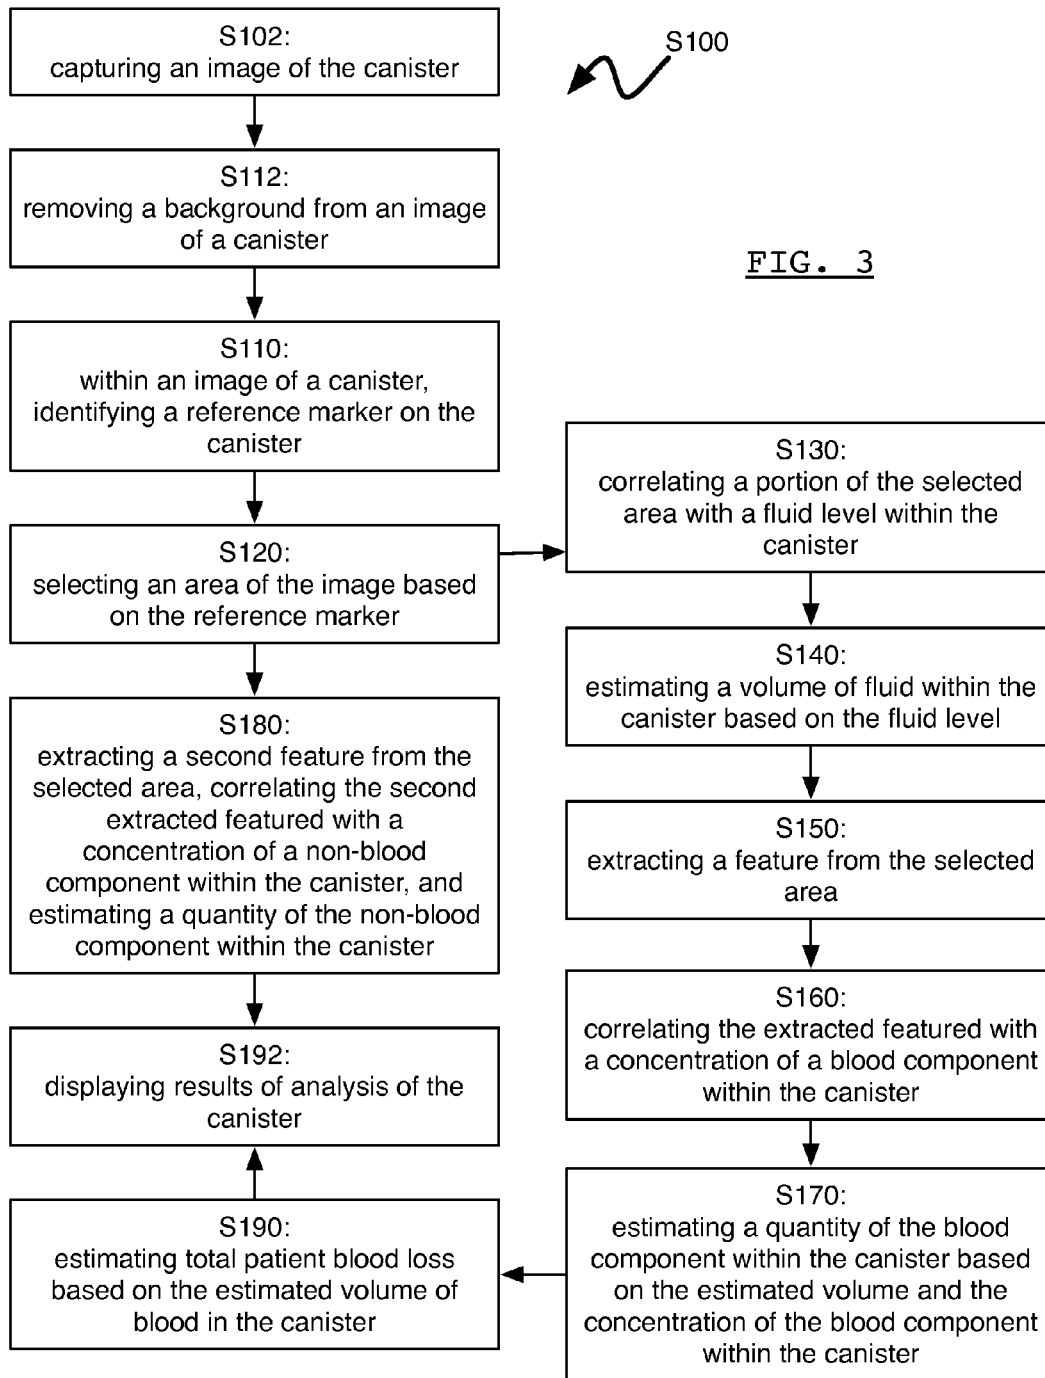 S102:
capturing an image of the canister
S100
S112:
removing a background from an image
of a canister
FIG. 3
S110:
within an image of a canister,
identifying a reference marker on the
canister
S120:
selecting an area of the image based
on the reference marker
S130:
correlating a portion of the selected
area with a fluid level within the
canister
S140:
estimating a volume of fluid within the
canister based on the fluid level
S150:
extracting a feature from the selected
area
S160:
correlating the extracted featured with
a concentration of a blood component
within the canister
S170:
estimating a quantity of the blood
component within the canister based
on the estimated volume and the
concentration of the blood component
within the canister
S180:
extracting a second feature from the
selected area, correlating the second
extracted featured with a
concentration of a non-blood
component within the canister, and
estimating a quantity of the non-blood
component within the canister
S192:
displaying results of analysis of the
canister
S190:
estimating total patient blood loss
based on the estimated volume of
blood in the canister